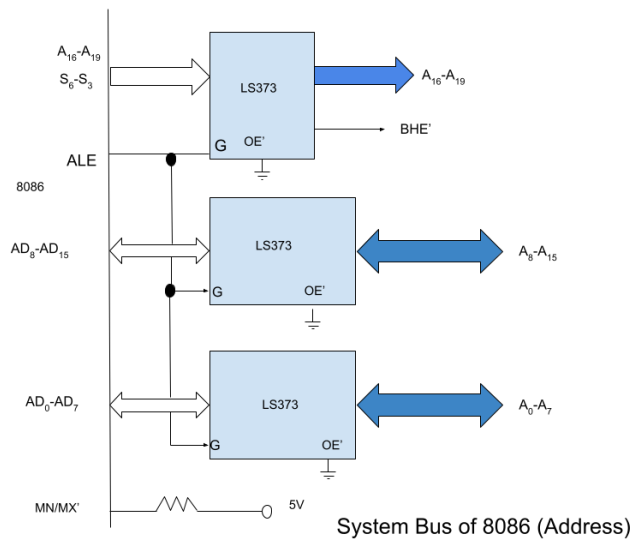 A16-A19
S6-S3
LS373
A16-A19
BHE'
G OE'
ALE
8086
AD8-AD15
LS373
A8-A15
G OE'
AD0-AD7
LS373
A0-A7
G OE'
MN/MX'
5V
System Bus of 8086 (Address)